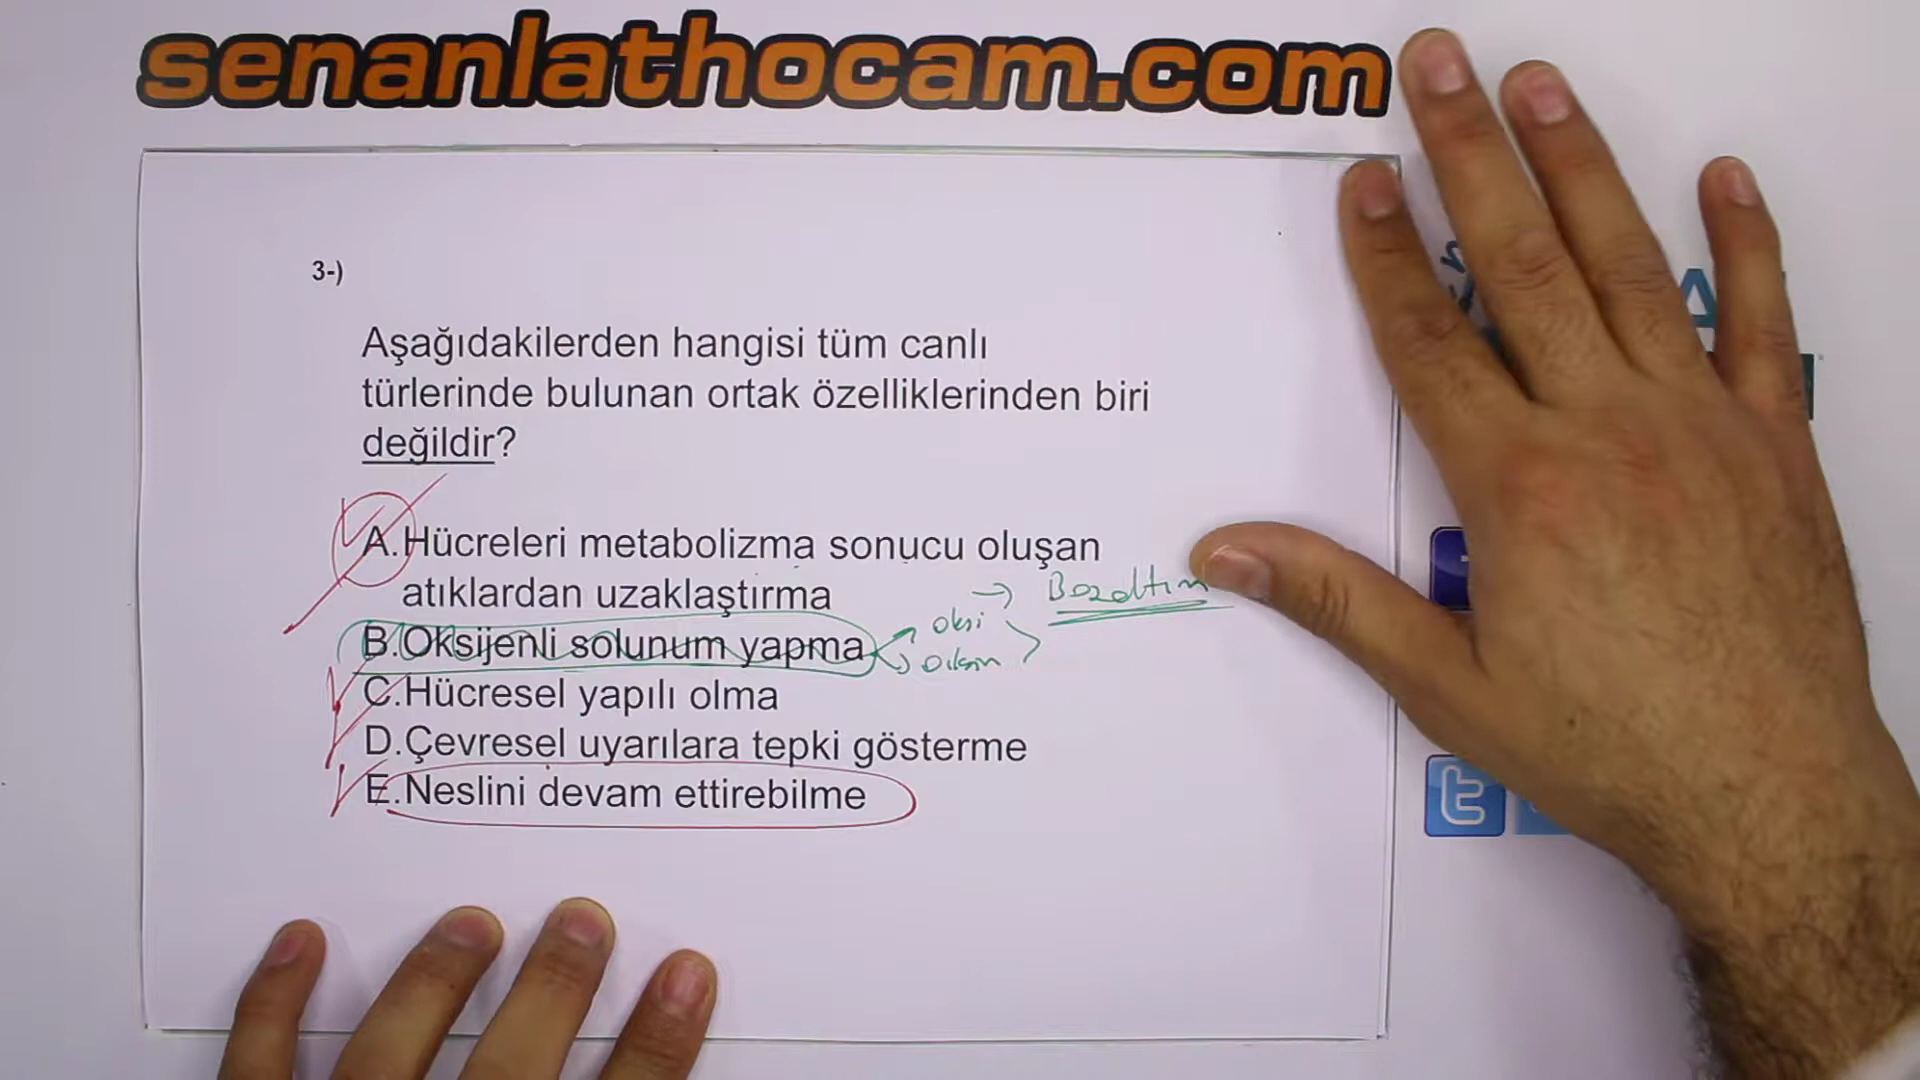 senanlathocam.com
3-)
Aşağıdakilerden hangisi tüm canlı
türlerinde bulunan ortak özelliklerinden biri
değildir?
A.Hücreleri metabolizma sonucu oluşan
atıklardan uzaklaştırma
B.Oksijenli solunum yapma
oksi
C.Hücresel yapılı olma
D.Çevresel uyarılara tepki gösterme
E.Neslini devam ettirebilme